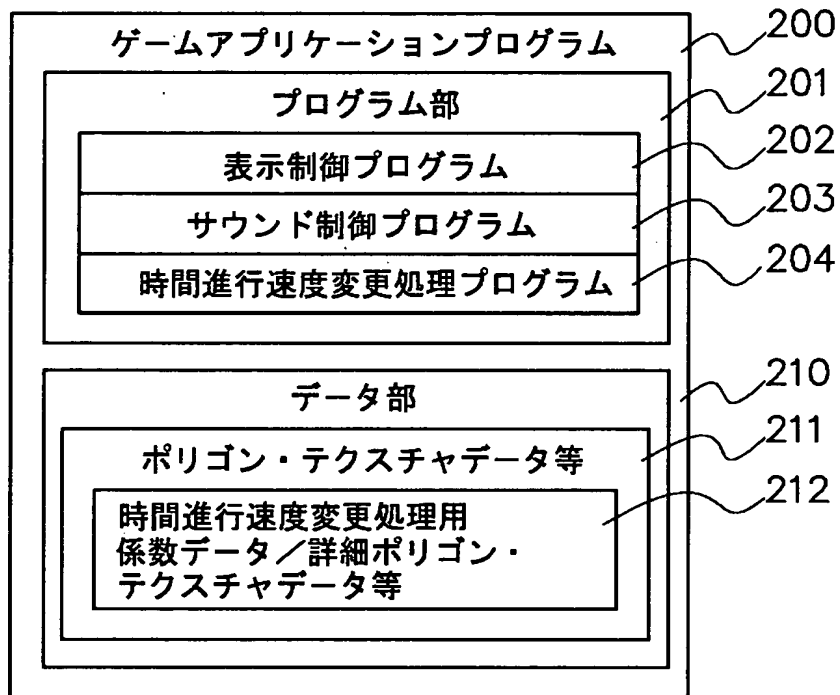 ゲームアプリケーションプログラム
200
プログラム部
201
表示制御プログラム
202
サウンド制御プログラム
203
時間進行速度変更処理プログラム
204
データ部
210
ポリゴン・テクスチャデータ等
211
時間進行速度変更処理用
係数データ/詳細ポリゴン・
テクスチャデータ等
212